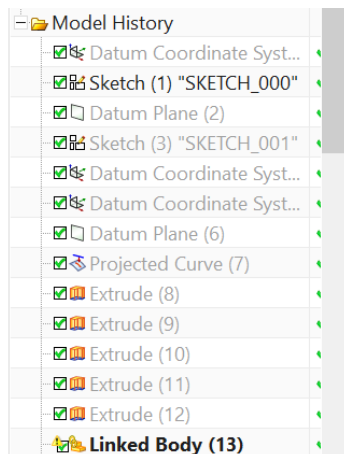 Model History
Datum Coordinate Syst...
Sketch (1) "SKETCH_000"
Datum Plane (2)
Sketch (3) "SKETCH_001"
Datum Coordinate Syst...
Datum Coordinate Syst...
Datum Plane (6)
Projected Curve (7)
Extrude (8)
Extrude (9)
Extrude (10)
Extrude (11)
Extrude (12)
Linked Body (13)